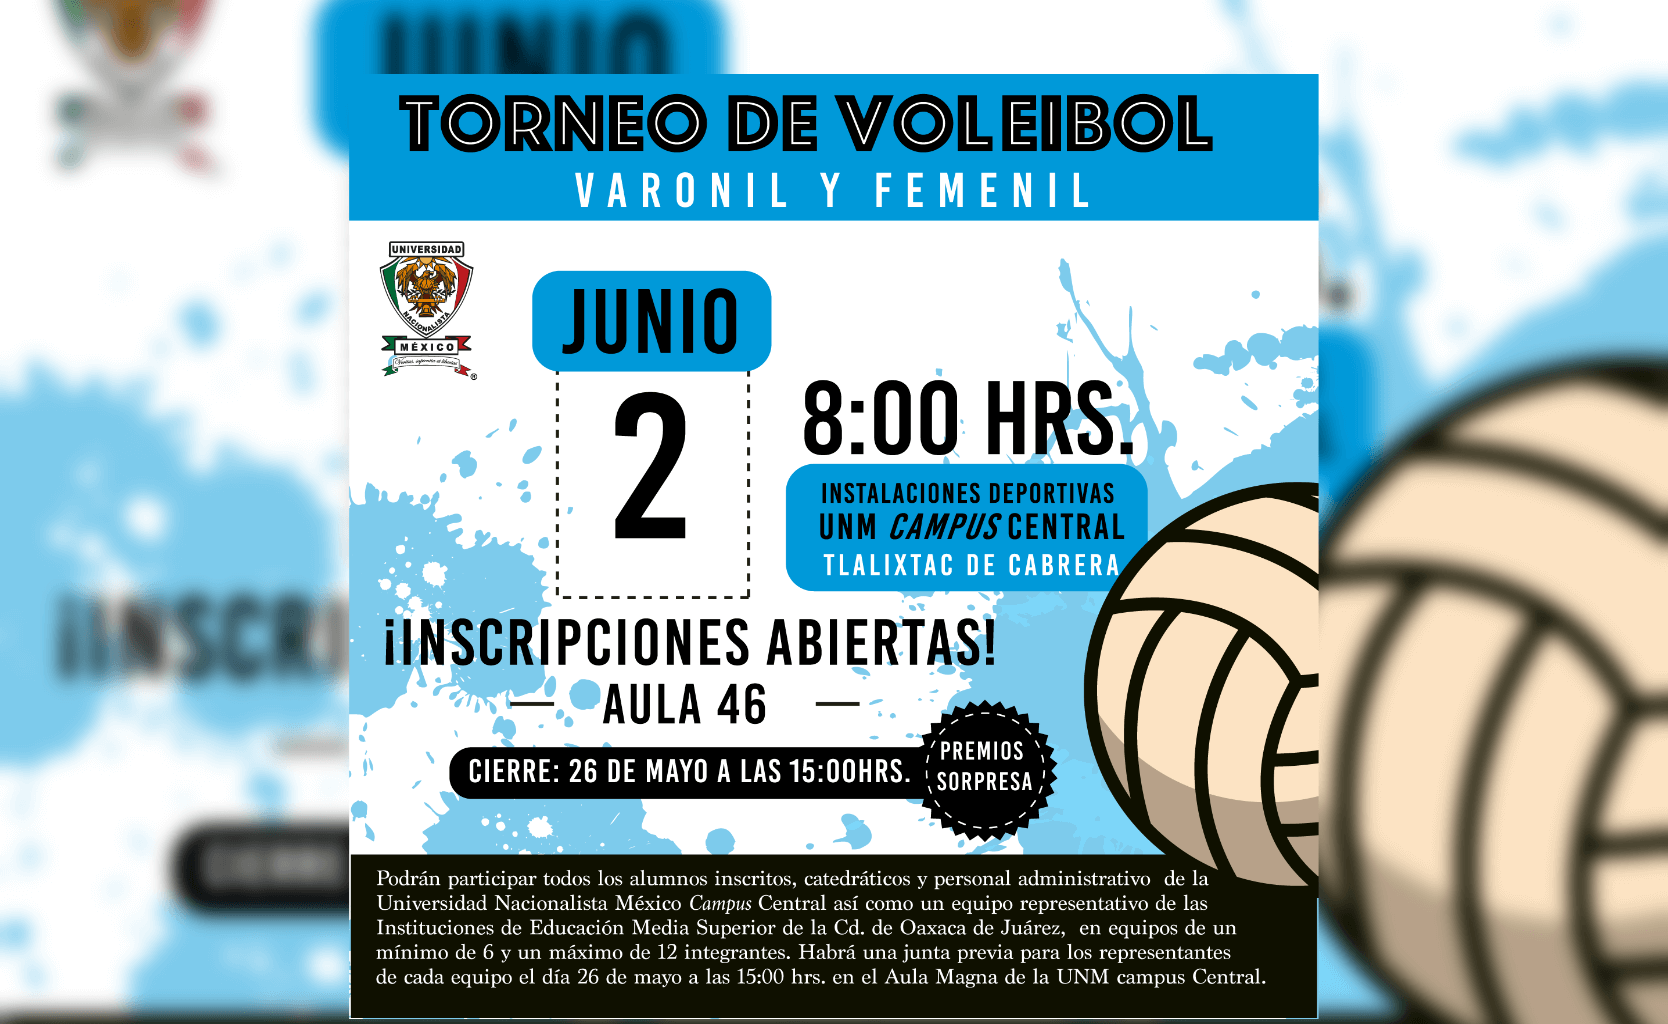 TORNEO DE VOLEIBOL
VARONIL Y FEMENIL
UNIVERSIDAD
NACIONALISTA
MÉXICO
JUNIO
2
8:00 HRS.
INSTALACIONES DEPORTIVAS
UNM CAMPUS CENTRAL
TLALIXTAC DE CABRERA
¡INSCRIPCIONES ABIERTAS!
AULA 46
CIERRE: 26 DE MAYO A LAS 15:00HRS.
PREMIOS
SORPRESA
Podrán participar todos los alumnos inscritos, catedráticos y personal administrativo de la
Universidad Nacionalista México Campus Central así como un equipo representativo de las
Instituciones de Educación Media Superior de la Cd. de Oaxaca de Juárez, en equipos de un
mínimo de 6 y un máximo de 12 integrantes. Habrá una junta previa para los representantes
de cada equipo el día 26 de mayo a las 15:00 hrs. en el Aula Magna de la UNM campus Central.
JUNIO
¡INSCRI
CIERRE